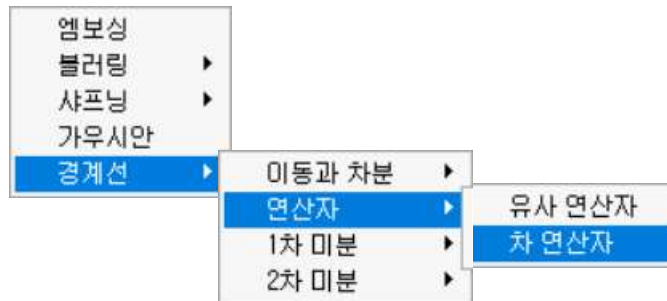 엠보싱
블러링
샤프닝
가우시안
경계선
이동과 차분
연산자
1차 미분
2차 미분
유사 연산자
차 연산자